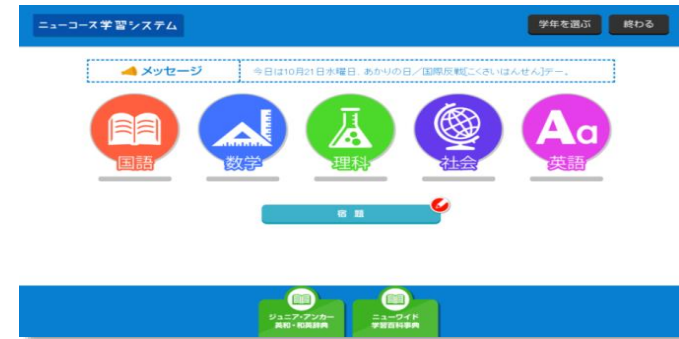 ニューコース学習システム
学年を選ぶ
終わる
メッセージ
今日は10月21日水曜日、あかりの日／国際反戦[こくさいはんせん]デー。
国語
数学
理科
社会
Aa
英語
宿題
ジュニア・アンカー
英和・和英辞典
ニューワイド
学習百科事典